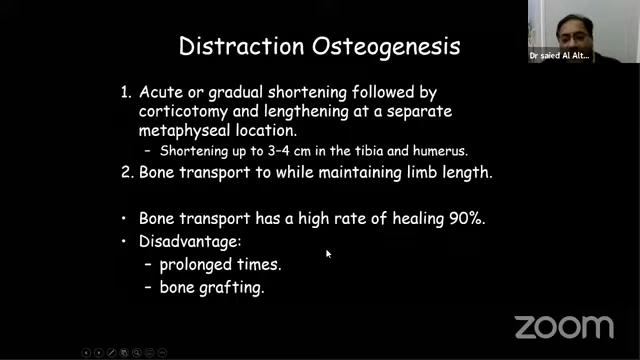 Dr saied Al Alt...
Distraction Osteogenesis
1. Acute or gradual shortening followed by
corticotomy and lengthening at a separate
metaphyseal location.
– Shortening up to 3–4 cm in the tibia and humerus.
2. Bone transport to while maintaining limb length.
• Bone transport has a high rate of healing 90%.
• Disadvantage:
– prolonged times.
– bone grafting.
zoom